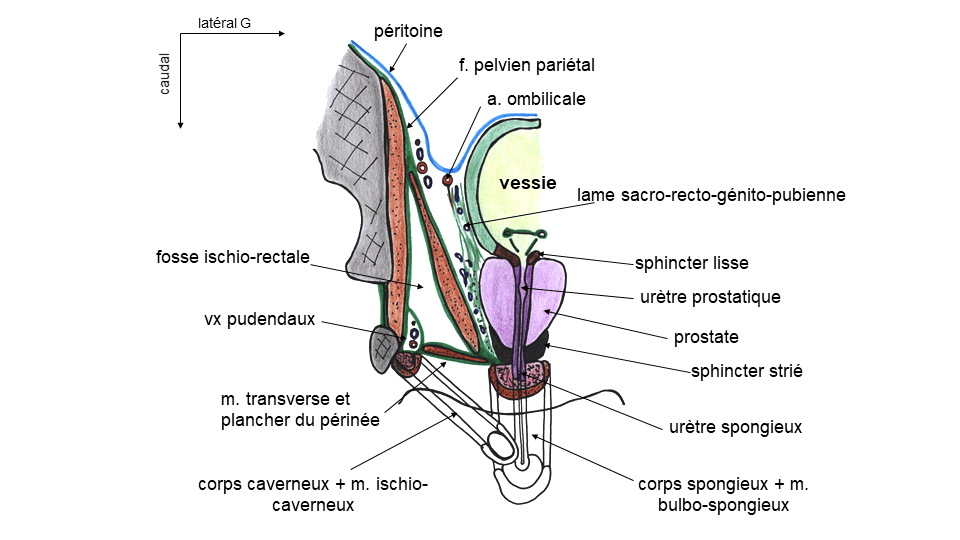 latéral G
caudal
péritoine
f. pelvien pariétal
a. ombilicale
vessie
lame sacro-recto-génito-pubienne
fosse ischio-rectale
sphincter lisse
urètre prostatique
vx pudendaux
prostate
sphincter strié
m. transverse et
plancher du périnée
urètre spongieux
corps caverneux + m. ischio-
caverneux
corps spongieux + m.
bulbo-spongieux